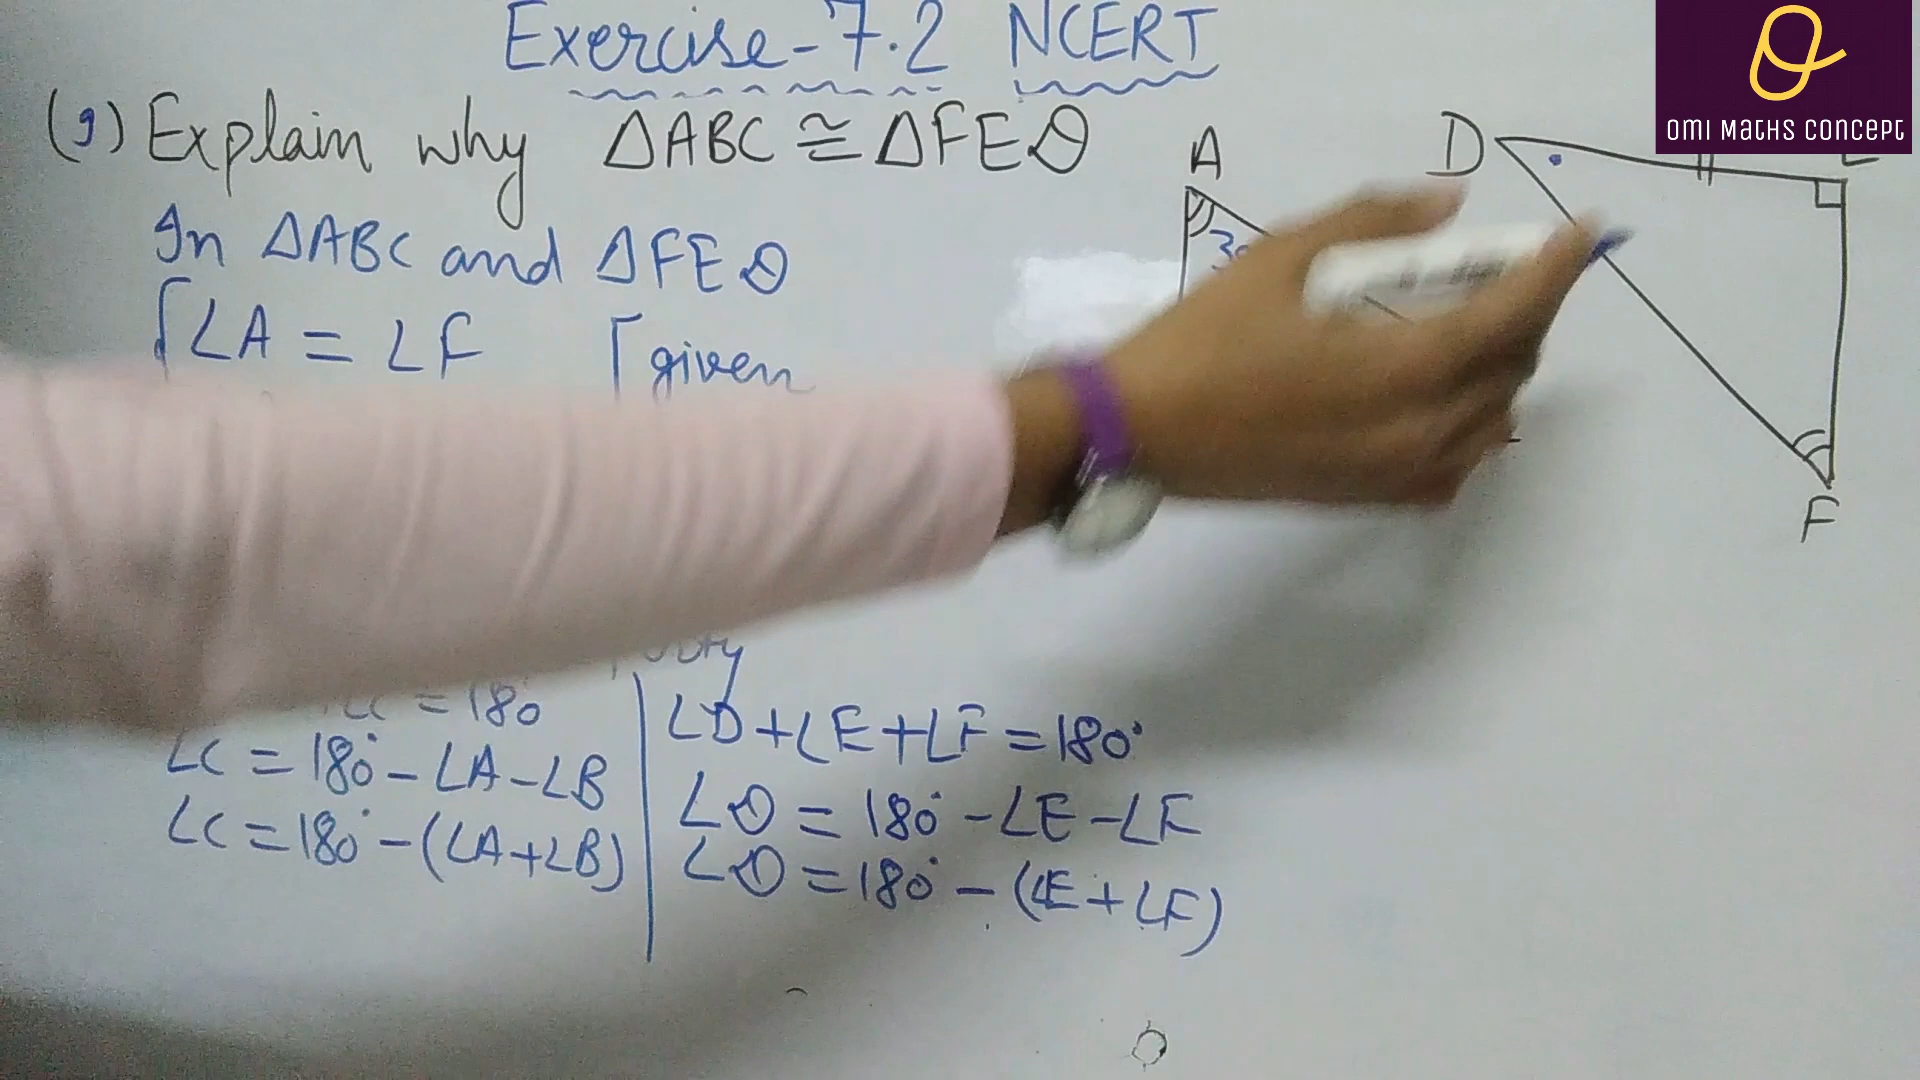 Exercise-7.2 NCERT
(9) Explain why ΔABC ≅ ΔFED
In ΔABC and ΔFED
∠A = ∠F [given
= 180
∠C = 180° - ∠A - ∠B
∠C = 180° - (∠A + ∠B)
∠D + ∠E + ∠F = 180°
∠D = 180° - ∠E - ∠F
∠D = 180° - (∠E + ∠F)
A
D
F
OMI MATHS CONCEPT